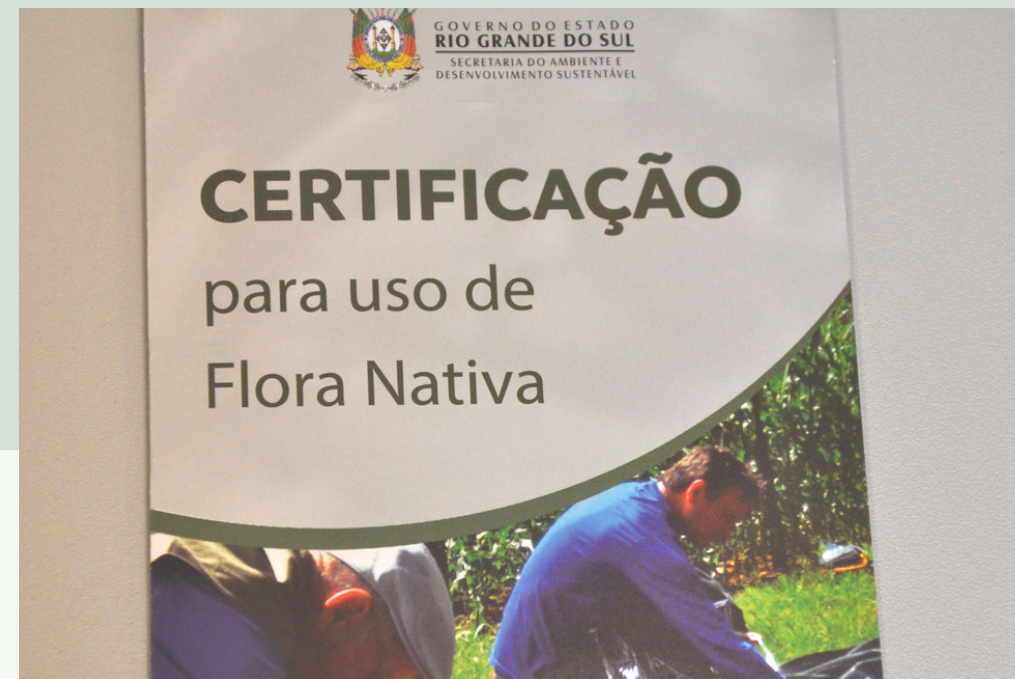 GOVERNO DO ESTADO
RIO GRANDE DO SUL
SECRETARIA DO AMBIENTE E
DESENVOLVIMENTO SUSTENTÁVEL
CERTIFICAÇÃO
para uso de
Flora Nativa